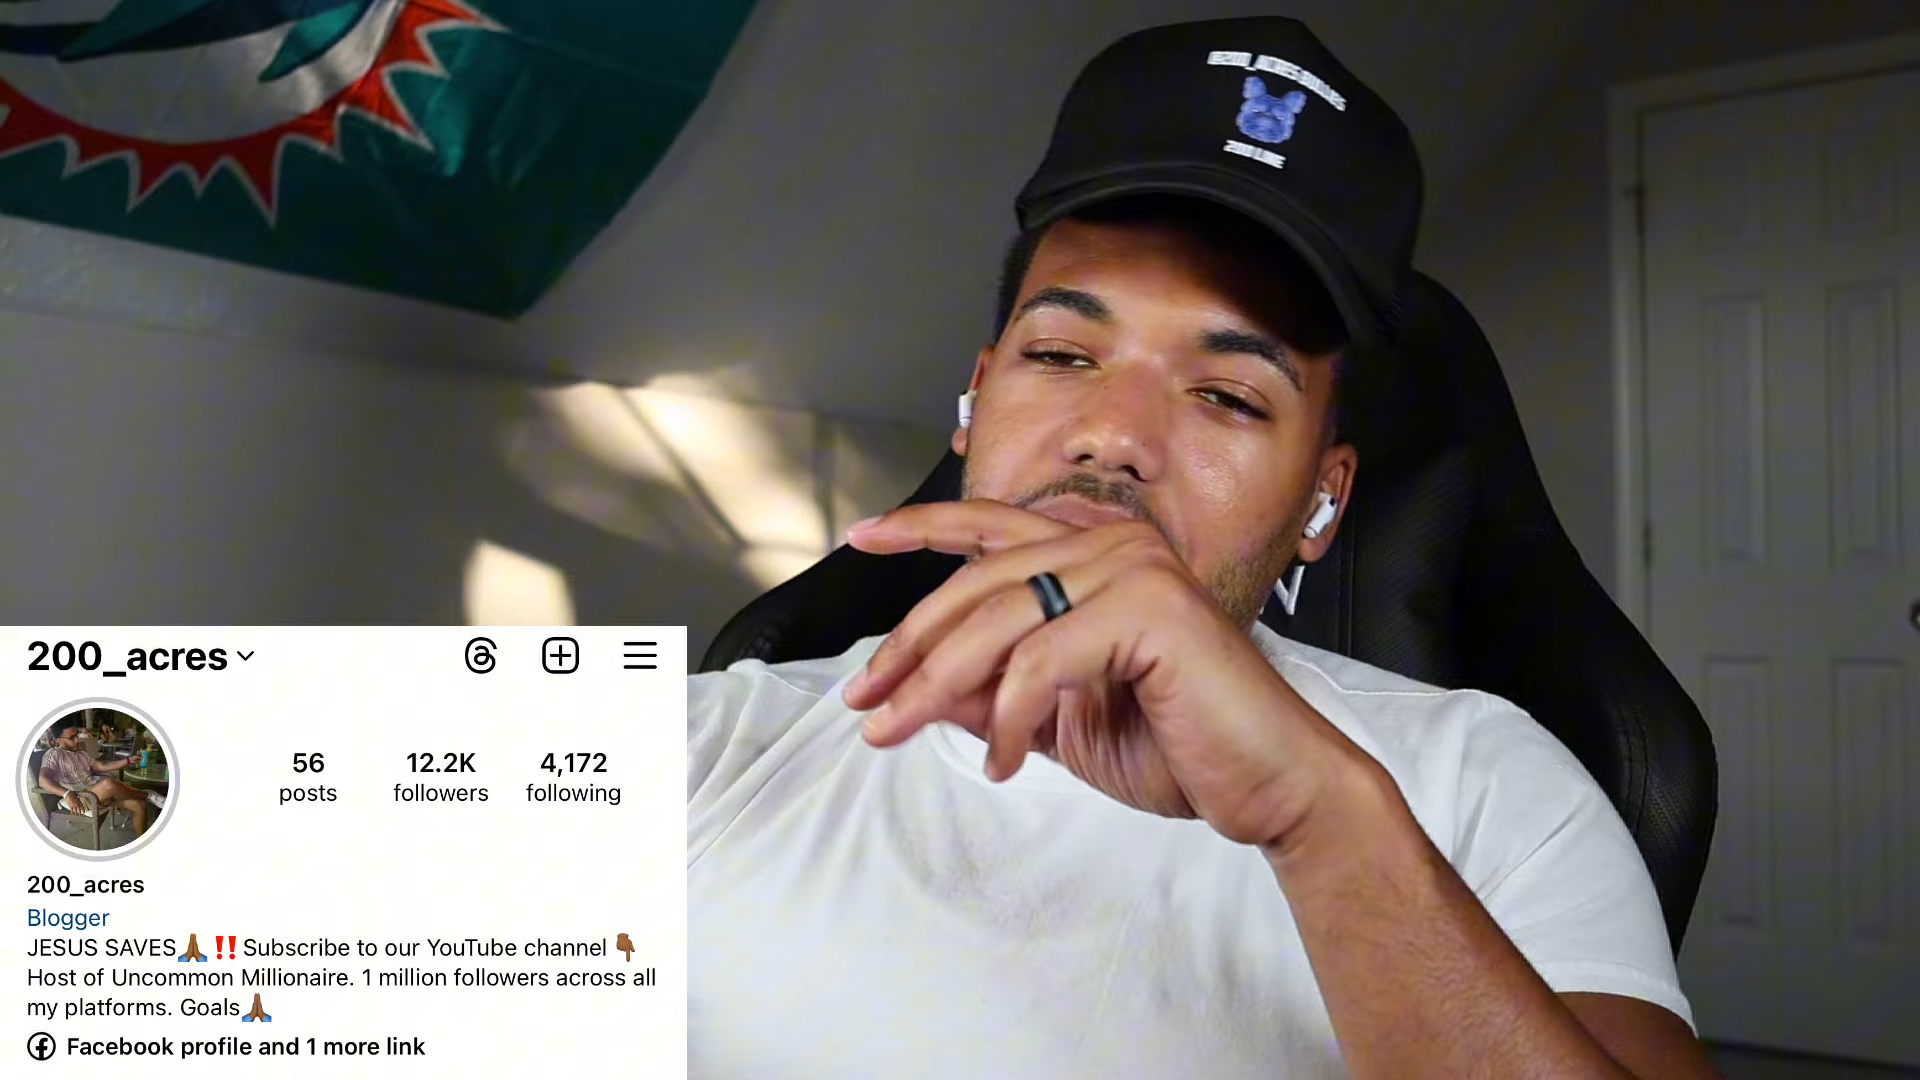 200_acres
56 12.2K 4,172
posts followers following
200_acres
Blogger
JESUS SAVES🙏🏾‼️Subscribe to our YouTube channel👇🏾
Host of Uncommon Millionaire. 1 million followers across all
my platforms. Goals🙏🏾
Facebook profile and 1 more link